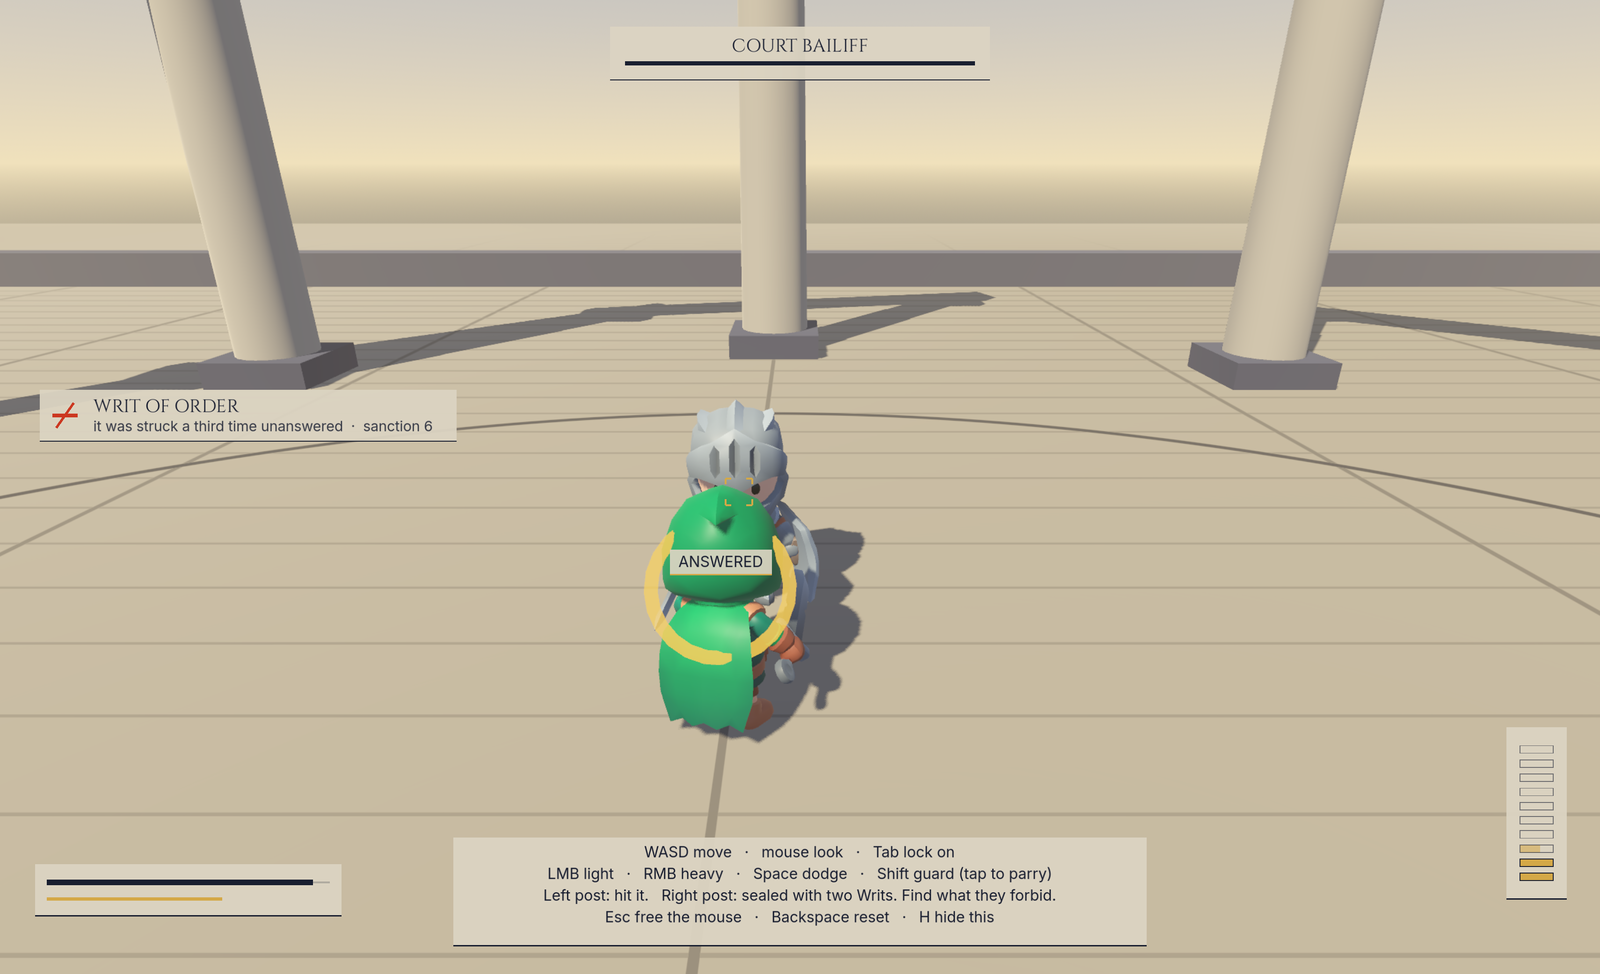 COURT BAILIFF
WRIT OF ORDER
it was struck a third time unanswered · sanction 6
ANSWERED
WASD move · mouse look · Tab lock on
LMB light · RMB heavy · Space dodge · Shift guard (tap to parry)
Left post: hit it. Right post: sealed with two Writs. Find what they forbid.
Esc free the mouse · Backspace reset · H hide this